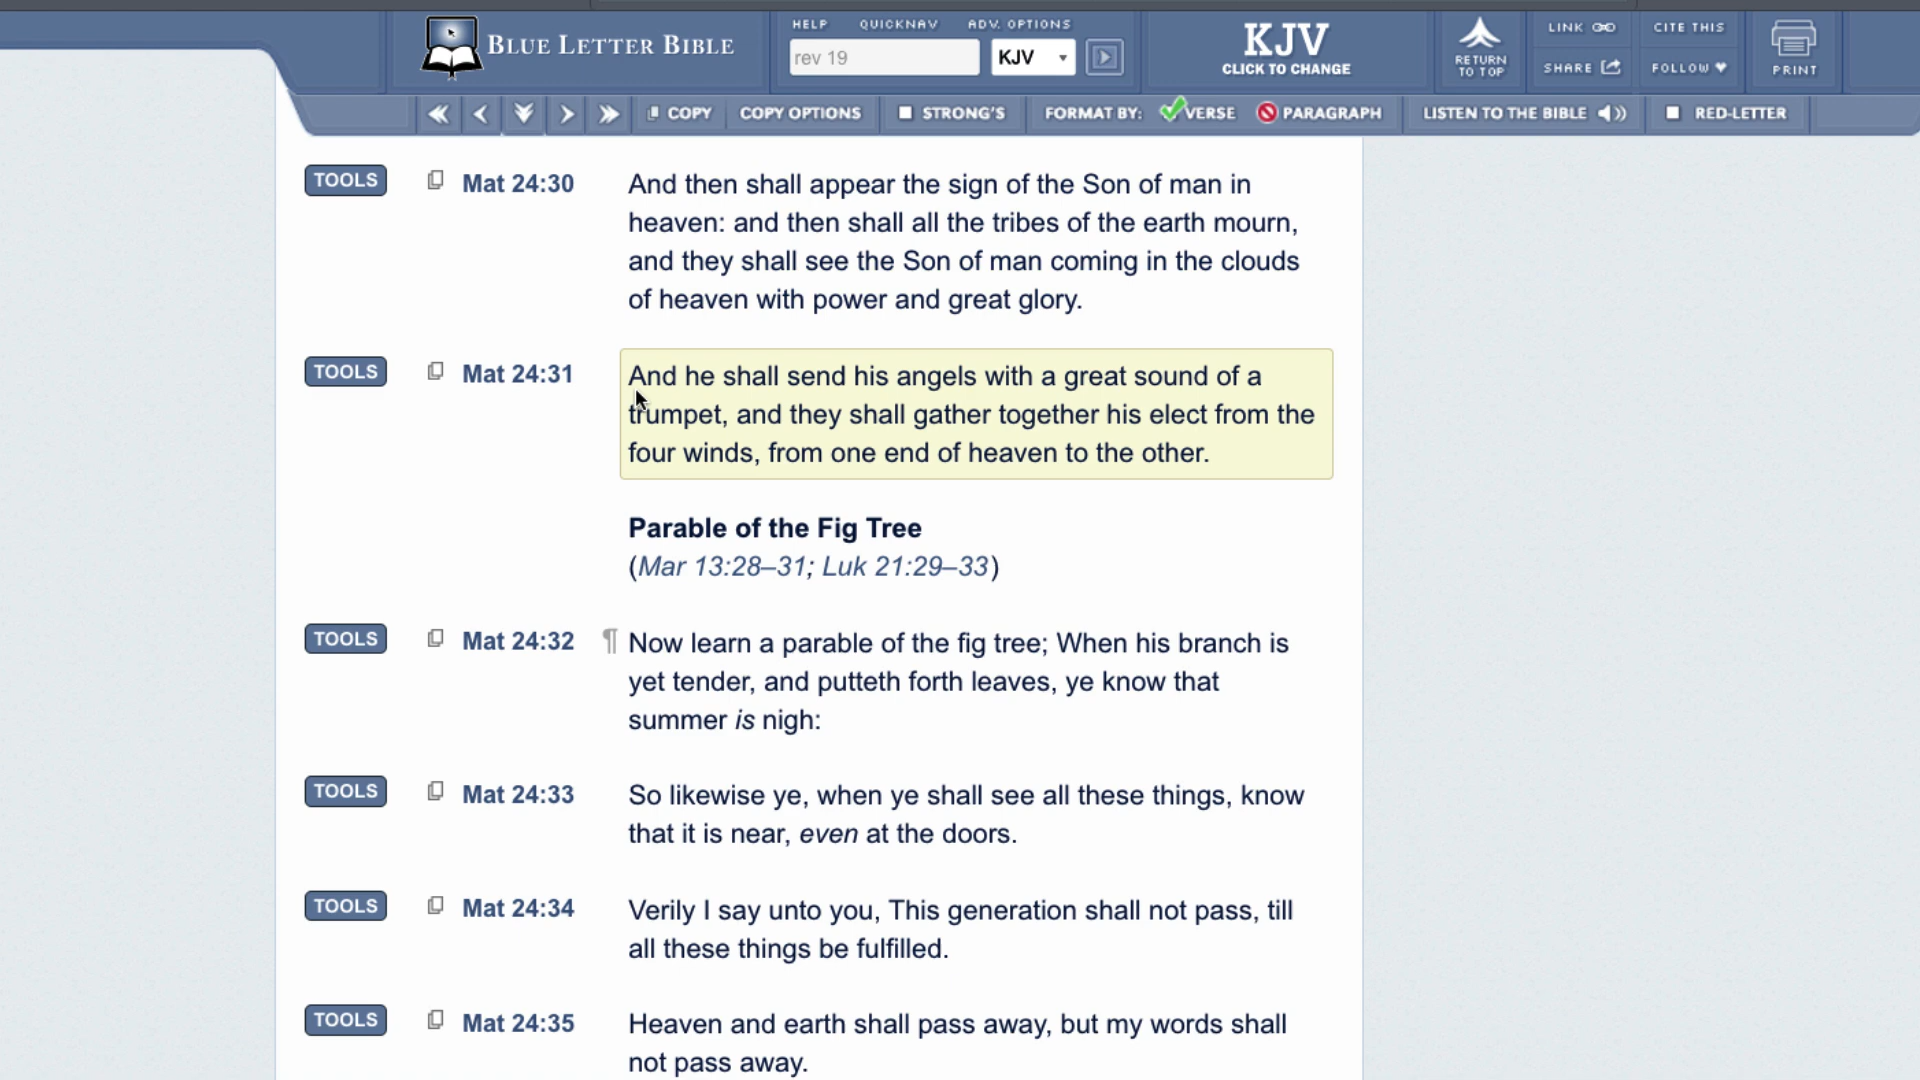 HELP QUICKNAV ADV. OPTIONS
BLUE LETTER BIBLE
rev 19
KJV
KJV
CLICK TO CHANGE
RETURN
TO TOP
LINK
SHARE
CITE THIS
FOLLOW
PRINT
COPY COPY OPTIONS STRONG'S FORMAT BY: VERSE PARAGRAPH LISTEN TO THE BIBLE RED-LETTER
TOOLS Mat 24:30 And then shall appear the sign of the Son of man in
heaven: and then shall all the tribes of the earth mourn,
and they shall see the Son of man coming in the clouds
of heaven with power and great glory.
TOOLS Mat 24:31 And he shall send his angels with a great sound of a
trumpet, and they shall gather together his elect from the
four winds, from one end of heaven to the other.
Parable of the Fig Tree
(Mar 13:28–31; Luk 21:29–33)
TOOLS Mat 24:32 ¶ Now learn a parable of the fig tree; When his branch is
yet tender, and putteth forth leaves, ye know that
summer is nigh:
TOOLS Mat 24:33 So likewise ye, when ye shall see all these things, know
that it is near, even at the doors.
TOOLS Mat 24:34 Verily I say unto you, This generation shall not pass, till
all these things be fulfilled.
TOOLS Mat 24:35 Heaven and earth shall pass away, but my words shall
not pass away.